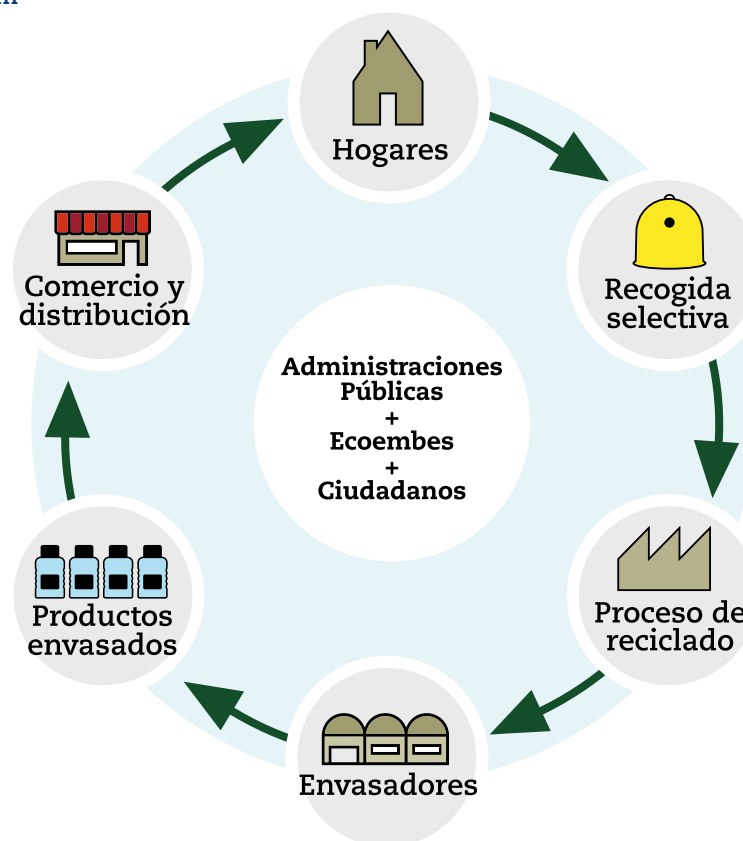 Hogares
Recogida
selectiva
Proceso de
reciclado
Envasadores
Productos
envasados
Comercio y
distribución
Administraciones
Públicas
+
Ecoembes
+
Ciudadanos